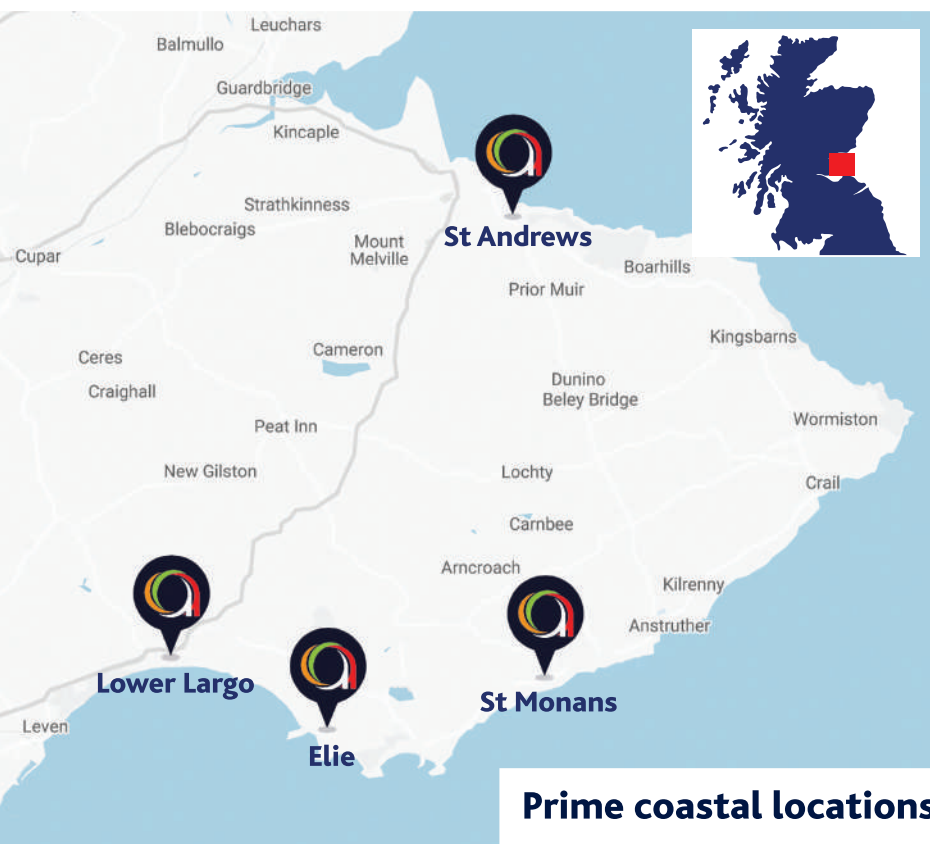 Leuchars
Balmullo
Guardbridge
Kincaple
Strathkinness
Blebocraigs
Mount
Melville
St Andrews
Cupar
Boarhills
Prior Muir
Kingsbarns
Cameron
Ceres
Craighall
Dunino
Beley Bridge
Wormiston
Peat Inn
New Gilston
Lochty
Crail
Carnbee
Arncroach
Kilrenny
Anstruther
Lower Largo
St Monans
Leven
Elie
Prime coastal locations